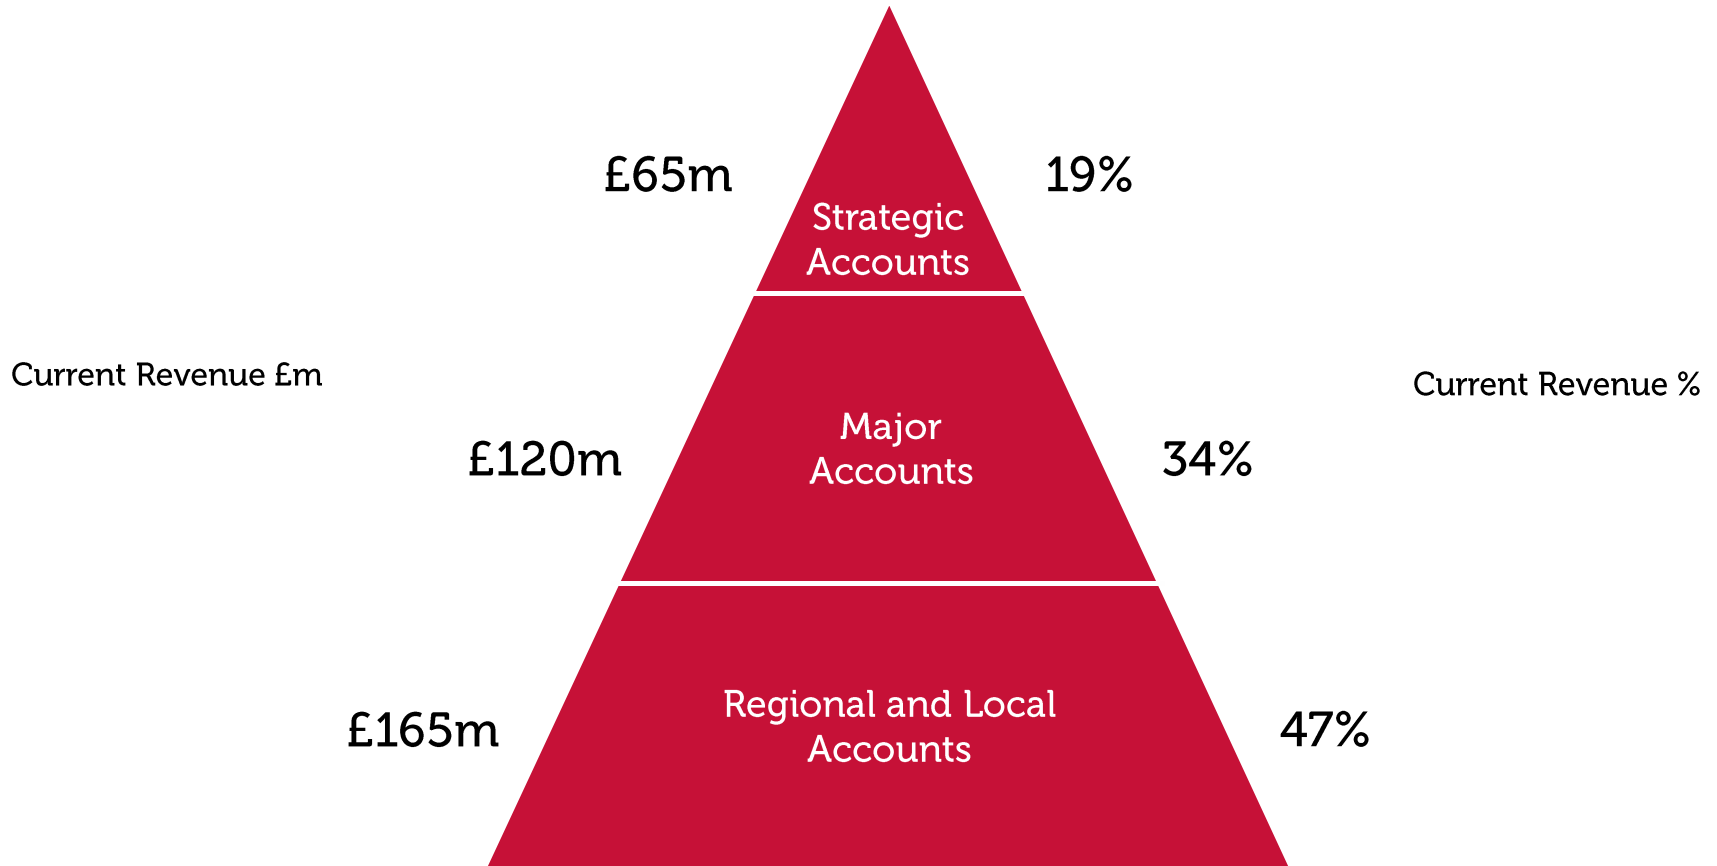 £65m
19%
Strategic
Accounts
Current Revenue £m
Current Revenue %
Major
Accounts
£120m
34%
Regional and Local
Accounts
£165m
47%